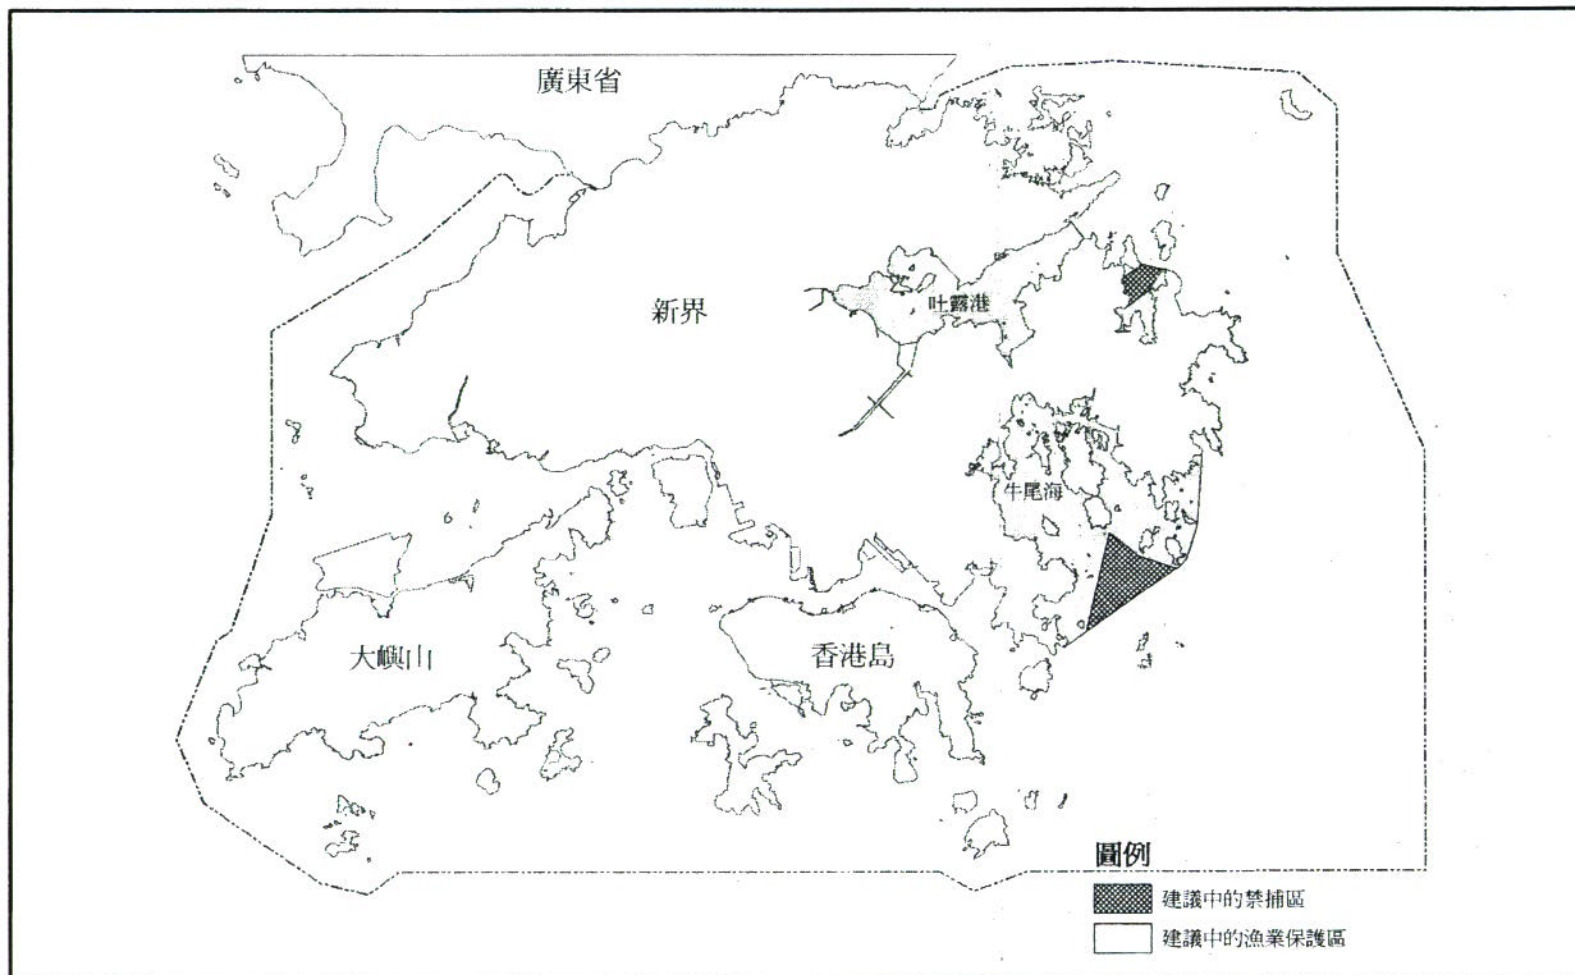 廣東省
新界
吐露港
牛尾海
大嶼山
香港島
圖例
建議中的禁捕區
建議中的漁業保護區